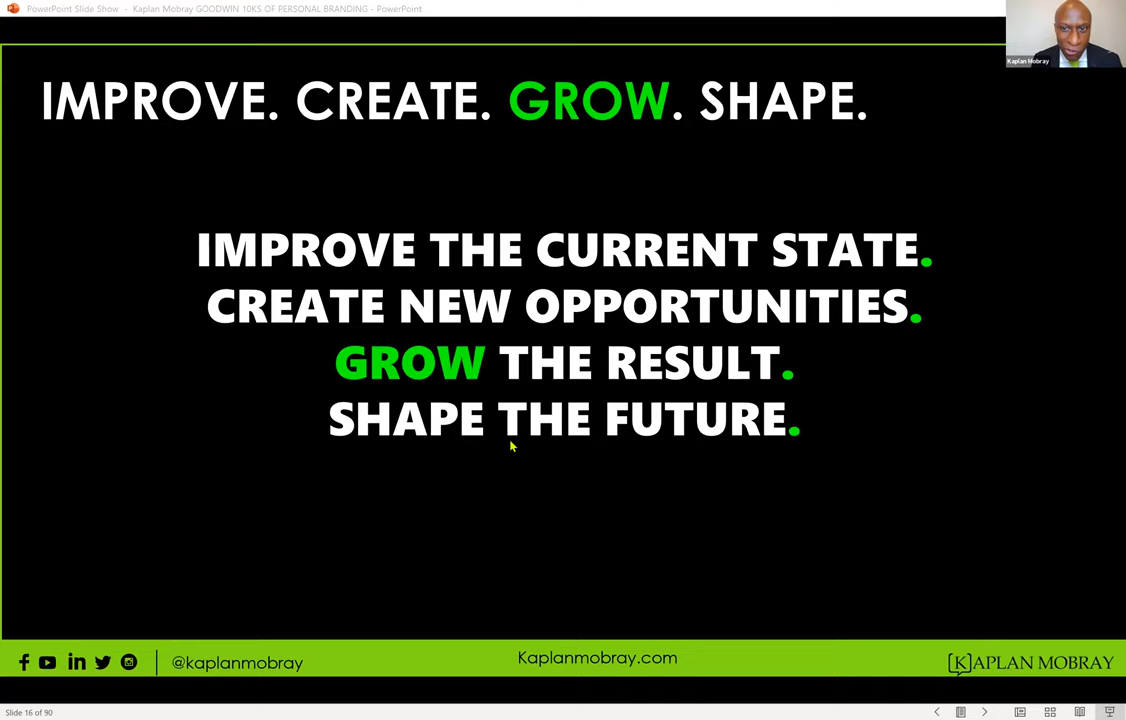 PowerPoint Slide Show - Kaplan Mobray GOODWIN 10KS OF PERSONAL BRANDING - PowerPoint
Kaplan Mobray
IMPROVE. CREATE. GROW. SHAPE.
IMPROVE THE CURRENT STATE.
CREATE NEW OPPORTUNITIES.
GROW THE RESULT.
SHAPE THE FUTURE.
@kaplanmobray
Kaplanmobray.com
[K]APLAN MOBRAY
Slide 16 of 90